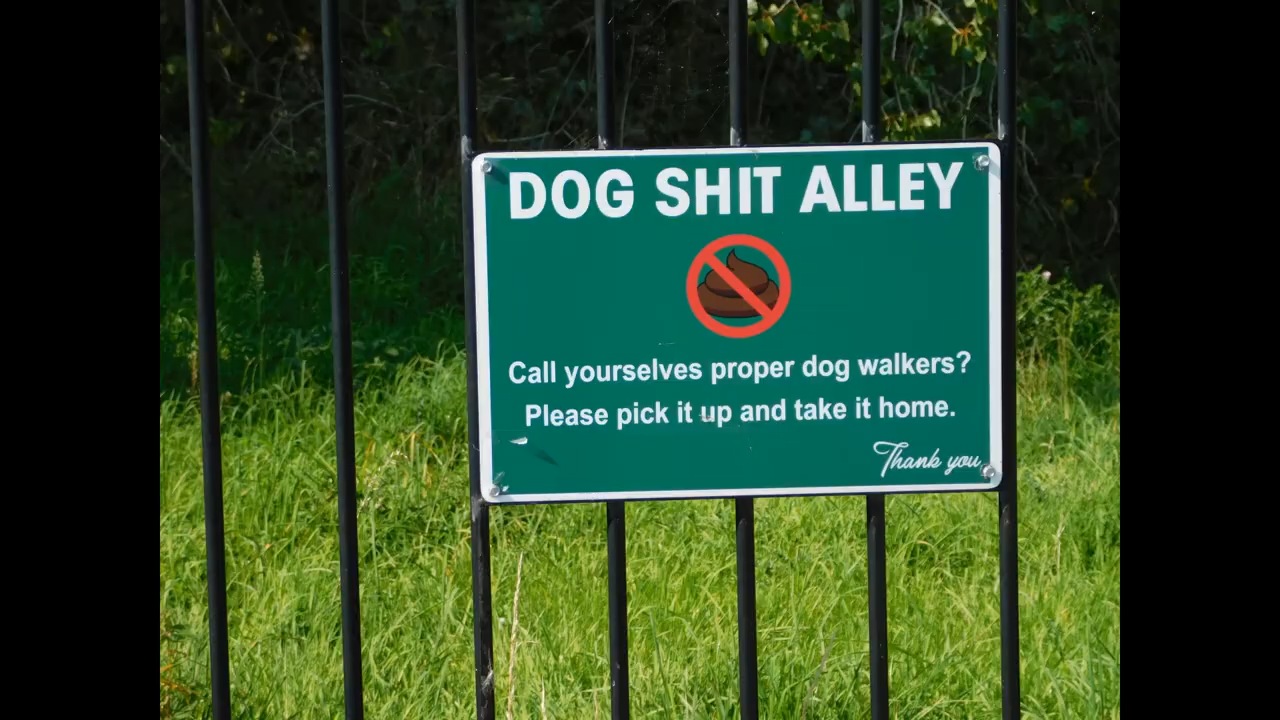 DOG SHIT ALLEY
Call yourselves proper dog walkers?
Please pick it up and take it home.
Thank you